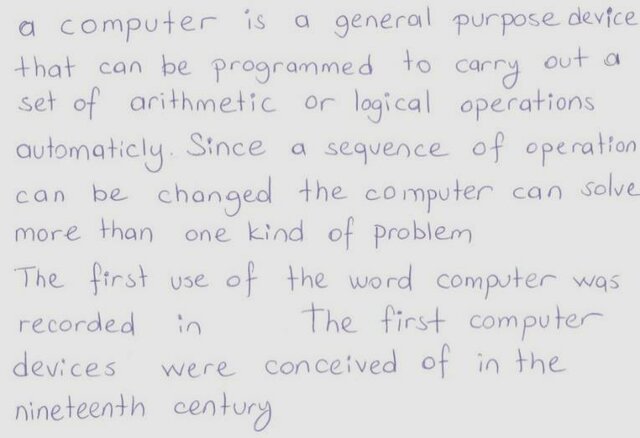 a computer is a general purpose device
that can be programmed to carry out a
set of arithmetic or logical operations
automaticly. Since a sequence of operation
can be changed the computer can solve
more than one kind of problem
The first use of the word computer was
recorded in The first computer
devices were conceived of in the
nineteenth century